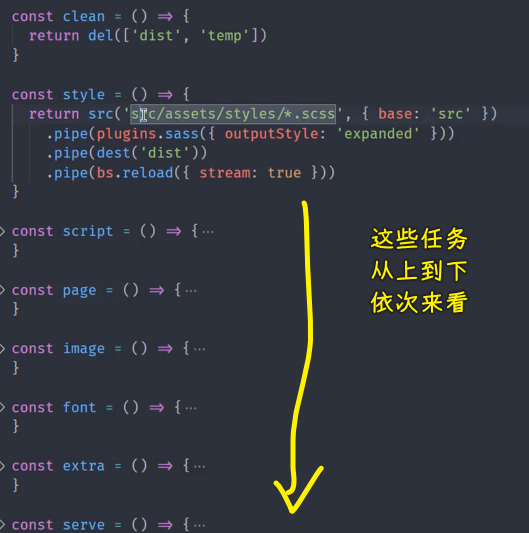 const clean = () => {
return del(['dist', 'temp'])
}
const style = () => {
return src('src/assets/styles/*.scss', { base: 'src' })
.pipe(plugins.sass({ outputStyle: 'expanded' }))
.pipe(dest('dist'))
.pipe(bs.reload({ stream: true }))
}
const script = () => {···
}
const page = () => {···
}
const image = () => {···
}
const font = () => {···
}
const extra = () => {···
}
const serve = () => {···
这些任务
从上到下
依次来看